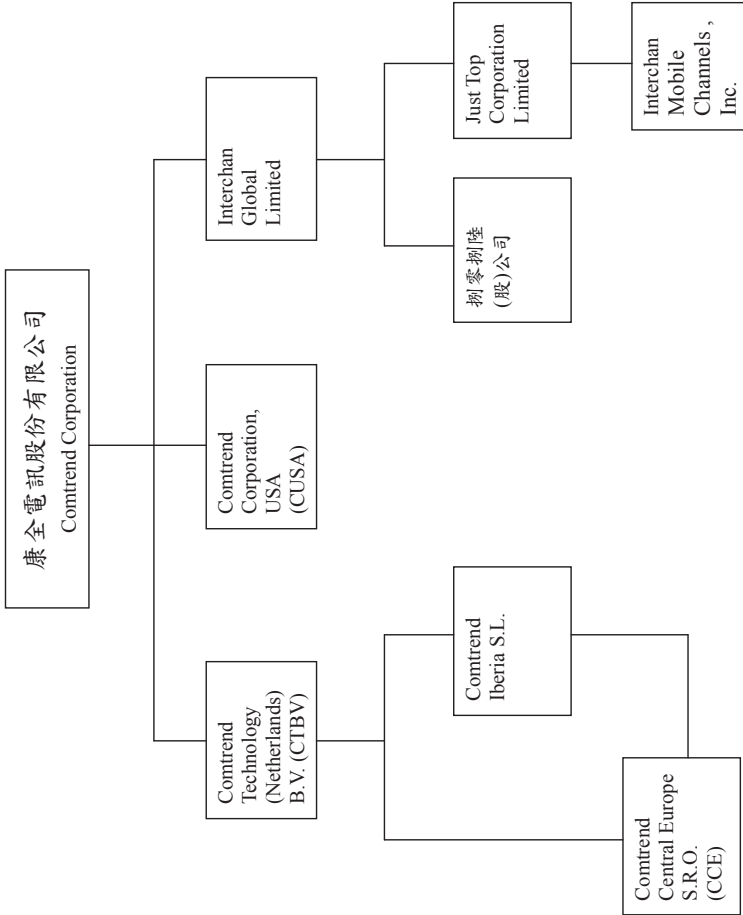 康全電訊股份有限公司
Comtrend Corporation
Comtrend
Technology
(Netherlands)
B.V. (CTBV)
Comtrend
Corporation,
USA
(CUSA)
Interchan
Global
Limited
Comtrend
Iberia S.L.
捌零捌陸
(股)公司
Just Top
Corporation
Limited
Comtrend
Central Europe
S.R.O.
(CCE)
Interchan
Mobile
Channels ,
Inc.